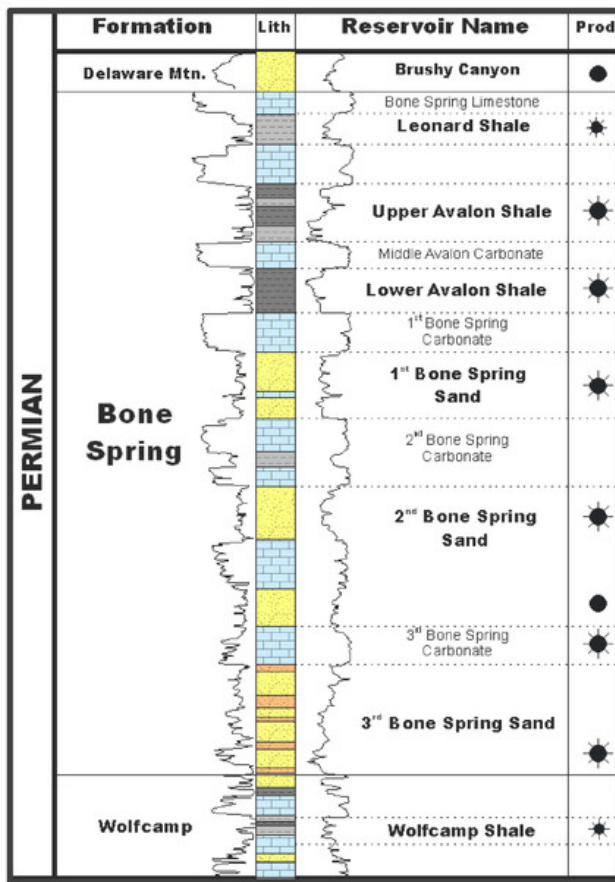 Formation Lith Reservoir Name Prod
PERMIAN
Delaware Mtn. Brushy Canyon
Bone Spring Limestone
Leonard Shale
Upper Avalon Shale
Middle Avalon Carbonate
Lower Avalon Shale
1st Bone Spring
Carbonate
1st Bone Spring
Sand
Bone
Spring
2nd Bone Spring
Carbonate
2nd Bone Spring
Sand
3rd Bone Spring
Carbonate
3rd Bone Spring Sand
Wolfcamp Wolfcamp Shale